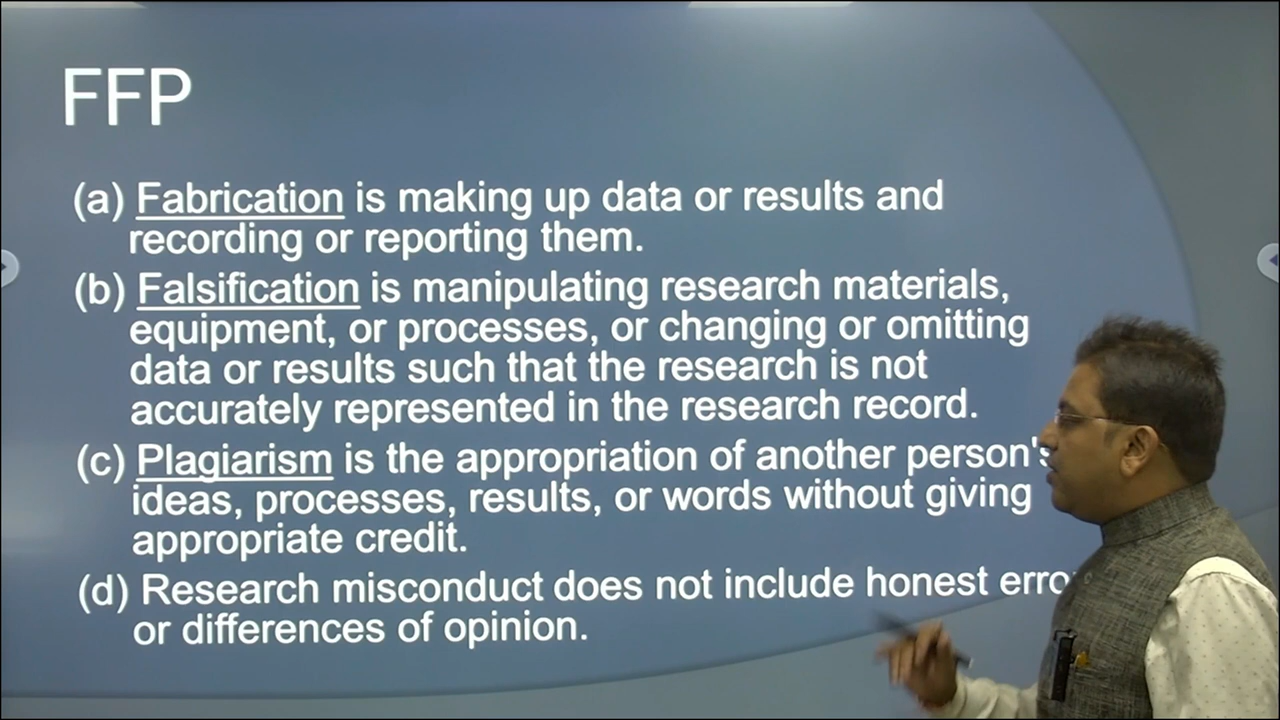 FFP
(a) Fabrication is making up data or results and
recording or reporting them.
(b) Falsification is manipulating research materials,
equipment, or processes, or changing or omitting
data or results such that the research is not
accurately represented in the research record.
(c) Plagiarism is the appropriation of another person's
ideas, processes, results, or words without giving
appropriate credit.
(d) Research misconduct does not include honest
or differences of opinion.